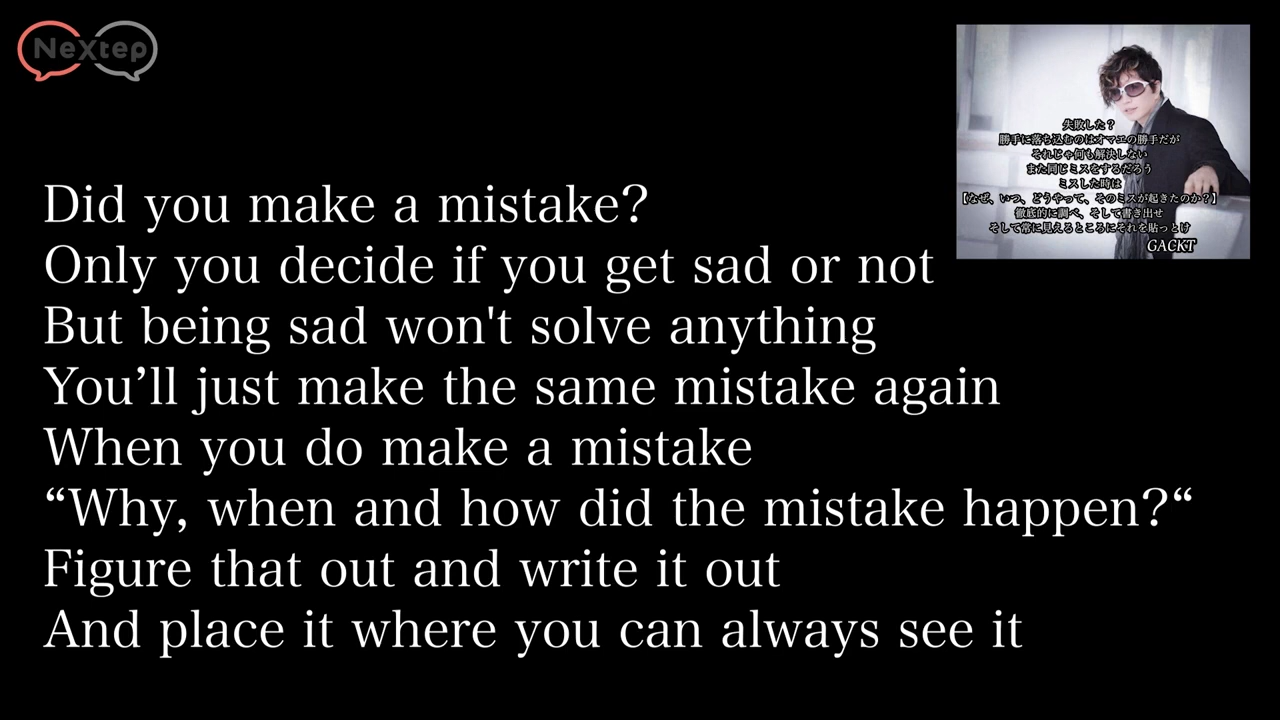 NeXtep
失敗した?
勝手に落ち込むのはオマエの勝手だが
それじゃ何も解決しない
また同じミスをするだろう
ミスした時は
【なぜ、いつ、どうやって、そのミスが起きたのか?】
徹底的に調べ、そして書き出せ
そして常に見えるところにそれを貼っとけ
GACKT
Did you make a mistake?
Only you decide if you get sad or not
But being sad won't solve anything
You’ll just make the same mistake again
When you do make a mistake
“Why, when and how did the mistake happen?“
Figure that out and write it out
And place it where you can always see it